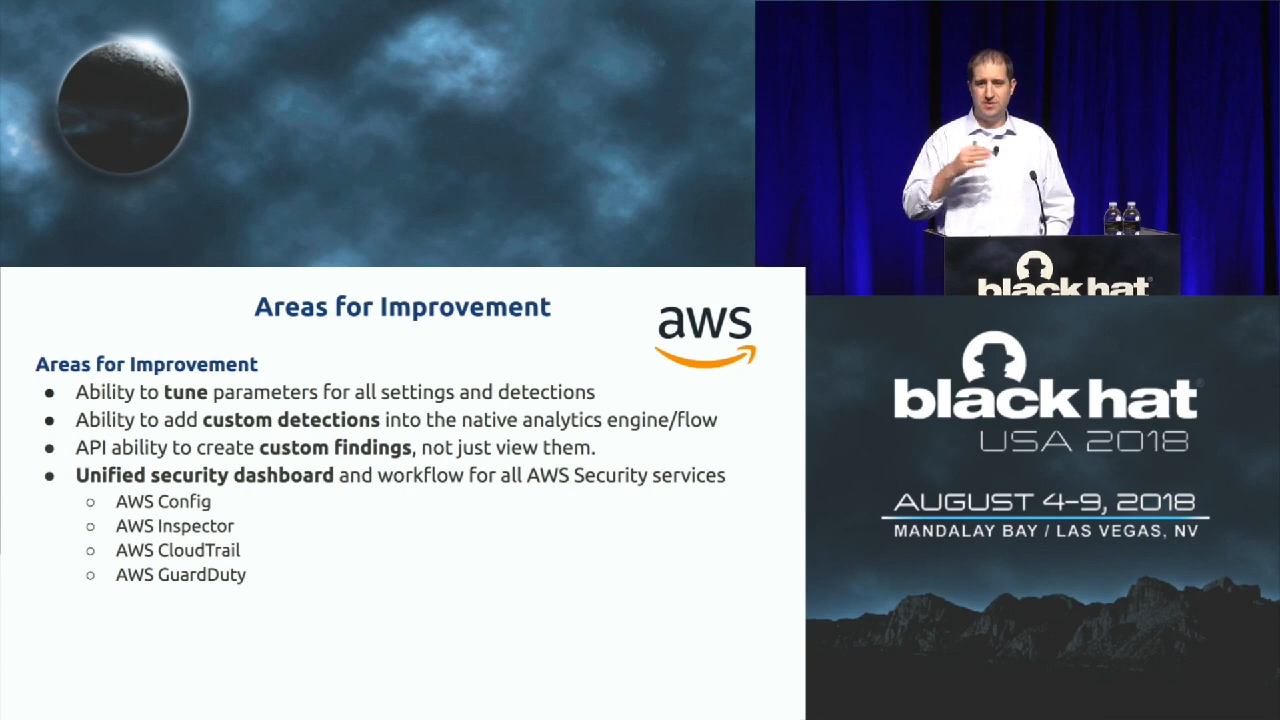 Areas for Improvement
aws
Areas for Improvement
● Ability to tune parameters for all settings and detections
● Ability to add custom detections into the native analytics engine/flow
● API ability to create custom findings, not just view them.
● Unified security dashboard and workflow for all AWS Security services
○ AWS Config
○ AWS Inspector
○ AWS CloudTrail
○ AWS GuardDuty
black hat
black hat
USA 2018
AUGUST 4-9, 2018
MANDALAY BAY / LAS VEGAS, NV